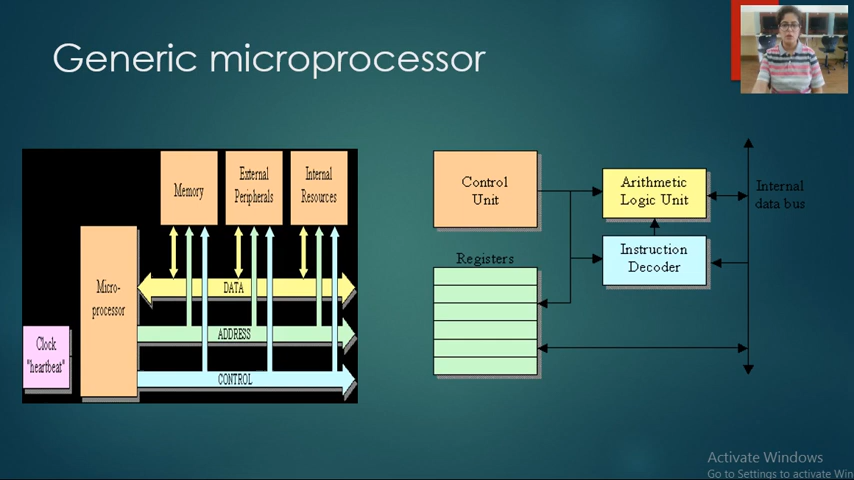 Generic microprocessor
Memory
External
Peripherals
Internal
Resources
Micro-
processor
Clock
"heartbeat"
DATA
ADDRESS
CONTROL
Control
Unit
Registers
Arithmetic
Logic Unit
Instruction
Decoder
Internal
data bus
Activate Windows
Go to Settings to activate Win